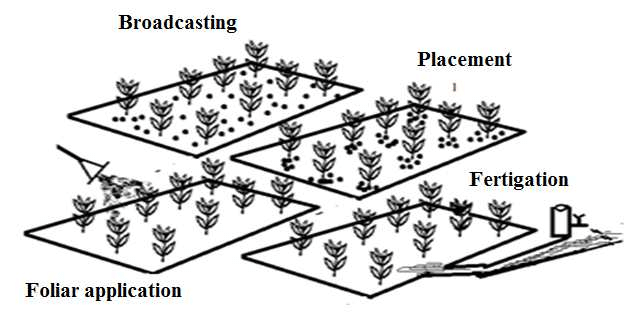 Broadcasting
Placement
Fertigation
Foliar application